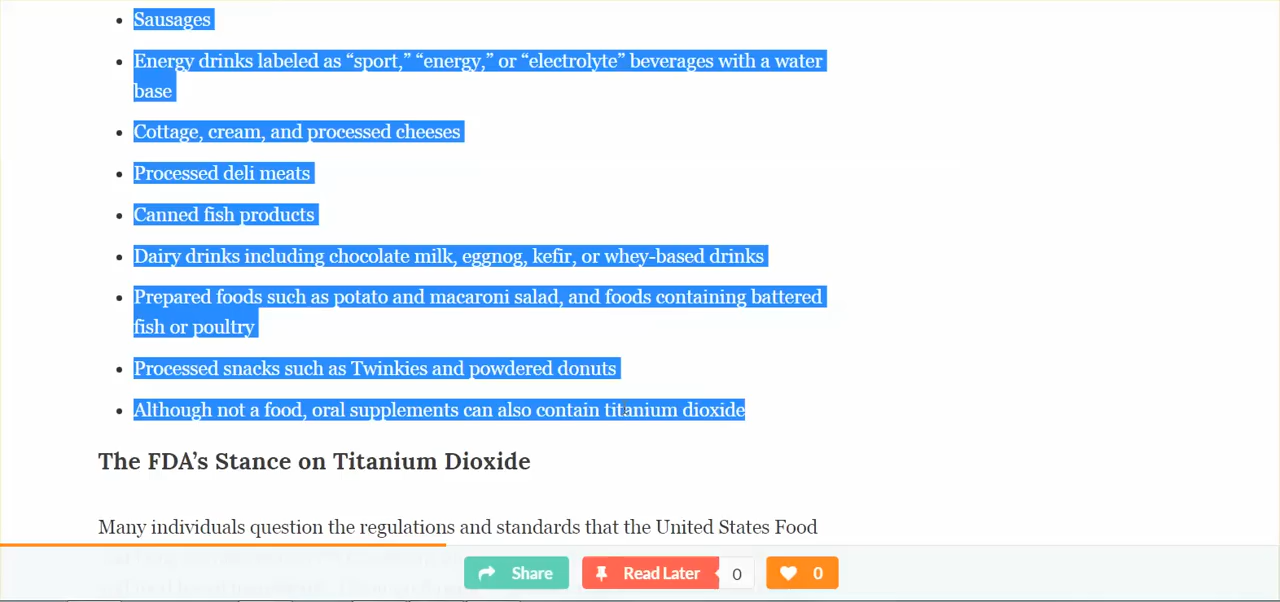 Sausages
Energy drinks labeled as “sport,” “energy,” or “electrolyte” beverages with a water
base
Cottage, cream, and processed cheeses
Processed deli meats
Canned fish products
Dairy drinks including chocolate milk, eggnog, kefir, or whey-based drinks
Prepared foods such as potato and macaroni salad, and foods containing battered
fish or poultry
Processed snacks such as Twinkies and powdered donuts
Although not a food, oral supplements can also contain titanium dioxide
The FDA’s Stance on Titanium Dioxide
Many individuals question the regulations and standards that the United States Food
Share
Read Later
0
0